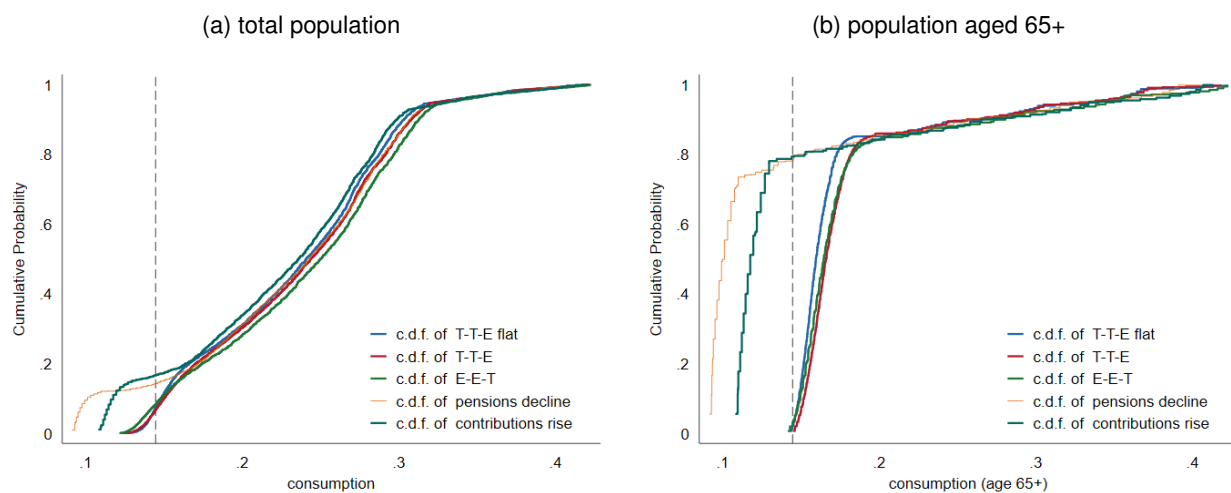 (a) total population
1
.8
.6
.4
.2
0
Cumulative Probability
.1
.2
.3
.4
consumption
c.d.f. of T-T-E flat
c.d.f. of T-T-E
c.d.f. of E-E-T
c.d.f. of pensions decline
c.d.f. of contributions rise
(b) population aged 65+
1
.8
.6
.4
.2
0
Cumulative Probability
.1
.2
.3
.4
consumption (age 65+)
c.d.f. of T-T-E flat
c.d.f. of T-T-E
c.d.f. of E-E-T
c.d.f. of pensions decline
c.d.f. of contributions rise